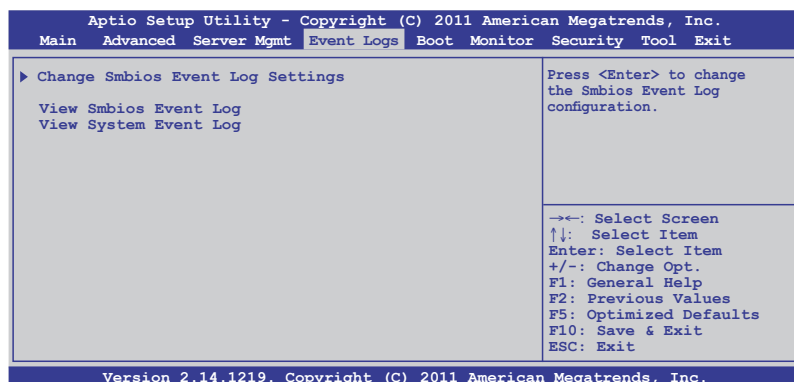 Aptio Setup Utility - Copyright (C) 2011 American Megatrends, Inc.
Main Advanced Server Mgmt Event Logs Boot Monitor Security Tool Exit
Change Smbios Event Log Settings
View Smbios Event Log
View System Event Log
Press <Enter> to change
the Smbios Event Log
configuration.
→←: Select Screen
↑↓: Select Item
Enter: Select Item
+/-: Change Opt.
F1: General Help
F2: Previous Values
F5: Optimized Defaults
F10: Save & Exit
ESC: Exit
Version 2.14.1219. Copyright (C) 2011 American Megatrends, Inc.